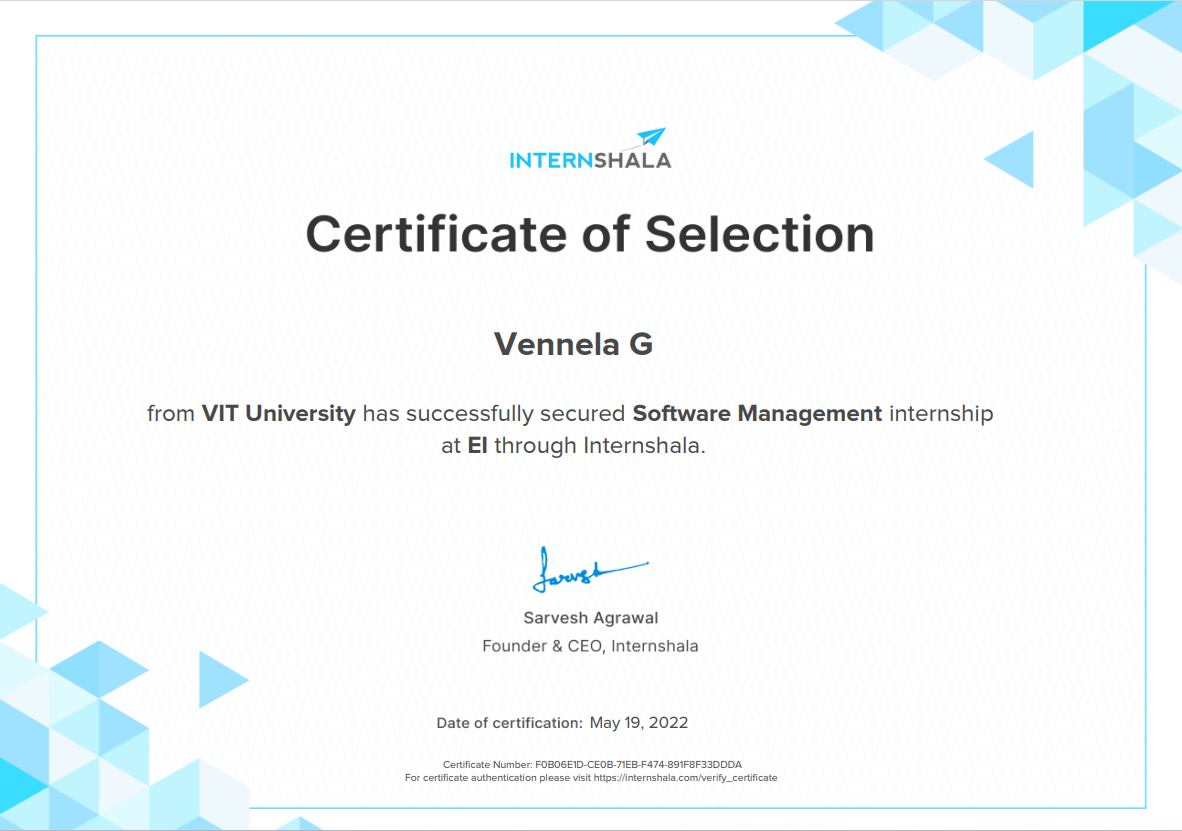 INTERNSHALA
Certificate of Selection
Vennela G
from VIT University has successfully secured Software Management internship
at EI through Internshala.
Sarvesh
Sarvesh Agrawal
Founder & CEO, Internshala
Date of certification: May 19, 2022
Certificate Number: F0B06E1D-CE0B-71EB-F474-891F8F33DDDA
For certificate authentication please visit https://internshala.com/verify_certificate